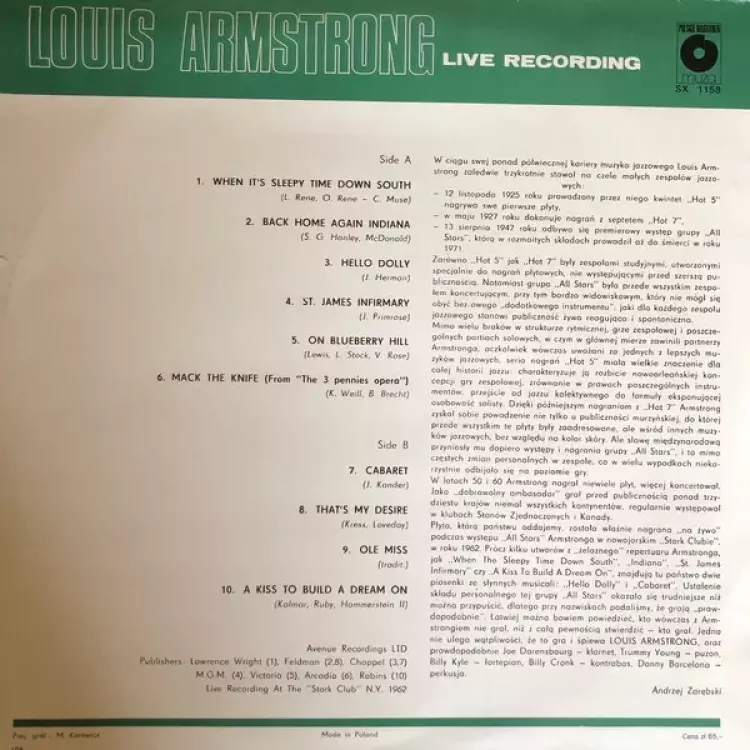 LOUIS ARMSTRONG LIVE RECORDING
POLSKIE NAGRANIA
muza
SX 1158
Side A
1. WHEN IT'S SLEEPY TIME DOWN SOUTH
(L. Rene, O. Rene – C. Muse)
2. BACK HOME AGAIN INDIANA
(S. G. Hanley, McDonald)
3. HELLO DOLLY
(J. Herman)
4. ST. JAMES INFIRMARY
(J. Primrose)
5. ON BLUEBERRY HILL
(Lewis, L. Stock, V. Rose)
6. MACK THE KNIFE (From "The 3 pennies opera")
(K. Weill, B. Brecht)
Side B
7. CABARET
(J. Kander)
8. THAT'S MY DESIRE
(Kress, Loveday)
9. OLE MISS
(tradit.)
10. A KISS TO BUILD A DREAM ON
(Kalmar, Ruby, Hammerstein II)
Avenue Recordings LTD
Publishers: Lawrence Wright (1), Feldman (2,8), Chappel (3,7)
M.G.M. (4), Victoria (5), Arcadia (6), Robins (10)
Live Recording At The "Stork Club" N.Y. 1962
W ciągu swej ponad półwiecznej kariery muzyka jazzowego Louis Arm-
strong zaledwie trzykrotnie stawał na czele małych zespołów jazzo-
wych:
– 12 listopada 1925 roku prowadzony przez niego kwintet „Hot 5"
nagrywa swe pierwsze płyty,
– w maju 1927 roku dokonuje nagrań z septetem „Hot 7",
– 13 sierpnia 1947 roku odbywa się premierowy występ grupy „All
Stars", którą w rozmaitych składach prowadził aż do śmierci w roku
1971.
Zarówno „Hot 5" jak „Hot 7" były zespołami studyjnymi, utworzonymi
specjalnie do nagrań płytowych, nie występującymi przed szerszą pu-
blicznością. Natomiast grupa „All Stars" była przede wszystkim zespo-
łem koncertującym, przy tym bardzo widowiskowym, który nie mógł się
obyć bez owego „dodatkowego instrumentu", jaki dla każdego zespołu
jazzowego stanowi publiczność żywo reagująca i spontaniczna.
Mimo wielu braków w strukturze rytmicznej, grze zespołowej i poszcze-
gólnych partiach solowych, w czym w głównej mierze zawinili partnerzy
Armstronga, aczkolwiek wówczas uważani za jednych z lepszych mu-
zyków jazzowych, seria nagrań „Hot 5" miała wielkie znaczenie dla
całej historii jazzu: charakteryzuje ją rozbicie nowoorleańskiej kon-
cepcji gry zespołowej, zrównanie w prawach poszczególnych instru-
mentów, przejście od jazzu kolektywnego do formuły eksponującej
osobowość solisty. Dzięki późniejszym nagraniom z „Hot 7" Armstrong
zyskał sobie powodzenie nie tylko u publiczności murzyńskiej, do której
przede wszystkim te płyty były zaadresowane, ale wśród innych muzy-
ków jazzowych, bez względu na kolor skóry. Ale sławę międzynarodową
przyniosły mu dopiero występy i nagrania grupy „All Stars", i to mimo
częstych zmian personalnych w zespole, co w wielu wypadkach nieko-
rzystnie odbijało się na poziomie gry.
W latach 50 i 60 Armstrong nagrał niewiele płyt, więcej koncertował.
Jako „dobrowolny ambasador" grał przed publicznością ponad trzy-
dziestu krajów niemal wszystkich kontynentów, regularnie występował
w klubach Stanów Zjednoczonych i Kanady.
Płyta, którą państwu oddajemy, została właśnie nagrana „na żywo"
podczas występu „All Stars" Armstronga w nowojorskim „Stork Clubie",
w roku 1962. Prócz kilku utworów z „żelaznego" repertuaru Armstronga,
jak „When The Sleepy Time Down South", „Indiana", „St. James
Infirmary" czy „A Kiss To Build A Dream On", znajdują tu państwo dwie
piosenki ze słynnych musicali: „Hello Dolly" i „Cabaret". Ustalenie
składu personalnego tej grupy „All Stars" okazało się trudniejsze niż
można przypuścić, dlatego przy nazwiskach podaliśmy, że grają „praw-
dopodobnie". Łatwiej można bowiem powiedzieć, kto wówczas z Arm-
strongiem nie grał, niż z całą pewnością stwierdzić – kto grał. Jedno
nie ulega wątpliwości, że to gra i śpiewa LOUIS ARMSTRONG, oraz
prawdopodobnie Joe Darensbourg – klarnet, Trummy Young – puzon,
Billy Kyle – fortepian, Billy Cronk – kontrabas, Danny Barcelona –
perkusja.
Andrzej Zarębski
Proj. graf.: M. Karewicz
Made in Poland
Cena zł 65,-